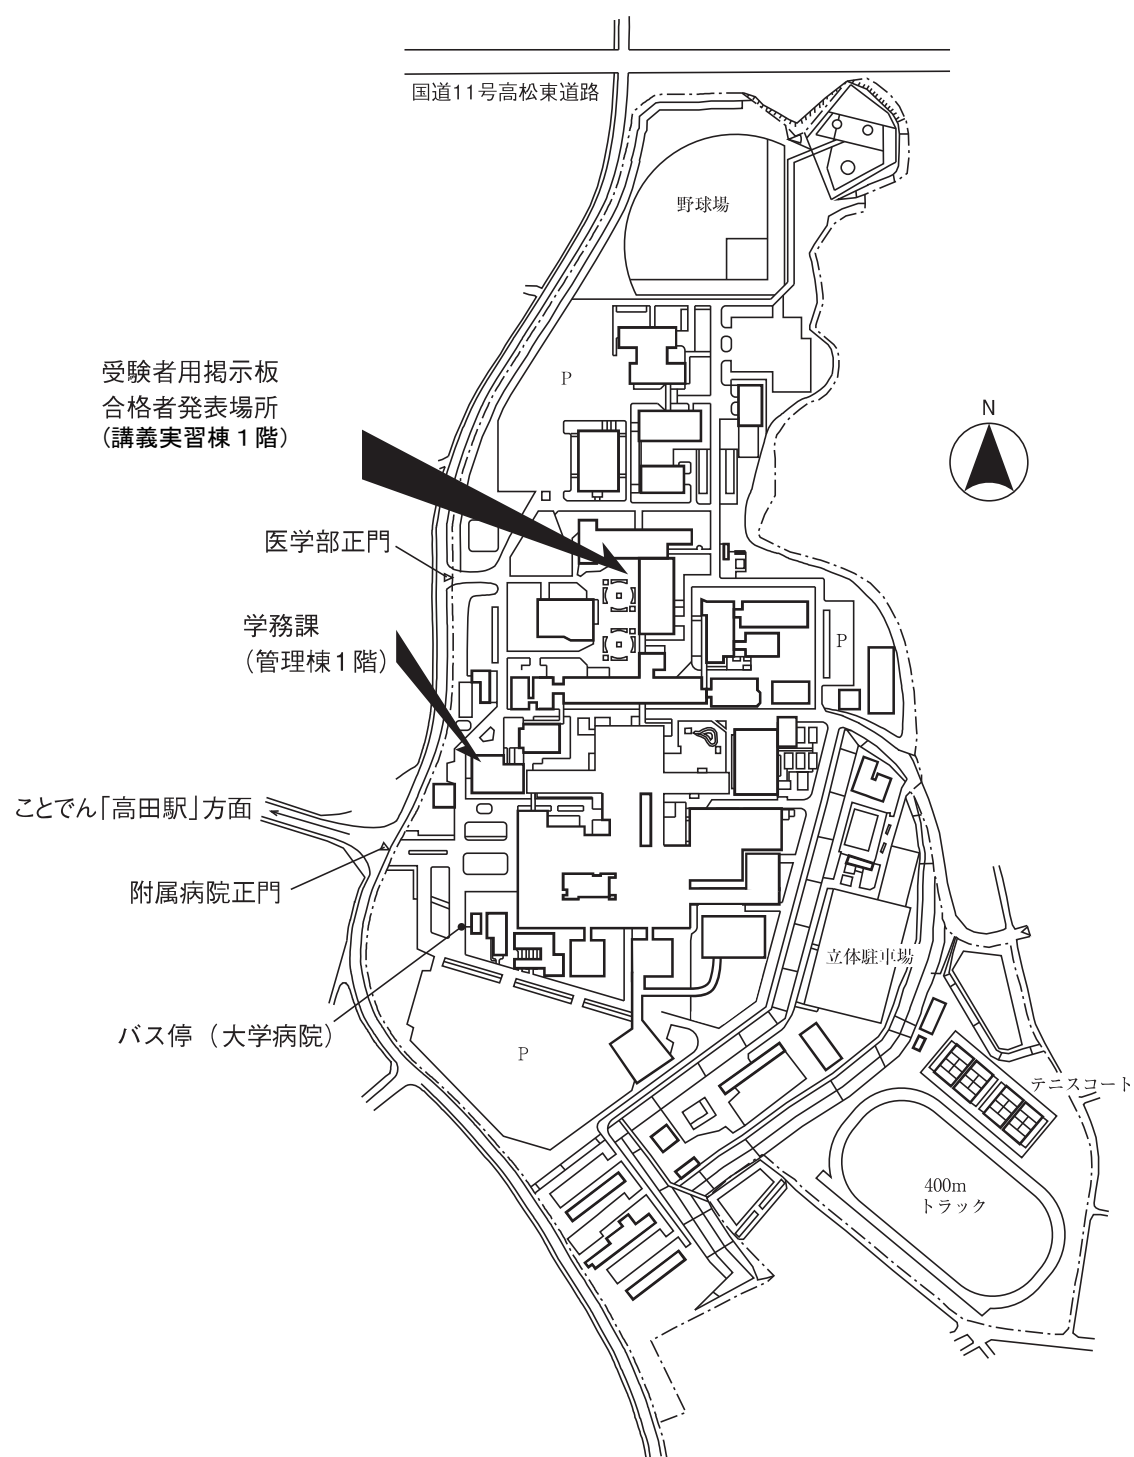 国道11号高松東道路
野球場
受験者用掲示板
合格者発表場所
(講義実習棟1階)
P
N
医学部正門
学務課
(管理棟1階)
P
ことでん「高田駅」方面
附属病院正門
立体駐車場
バス停（大学病院）
P
テニスコート
400m
トラック